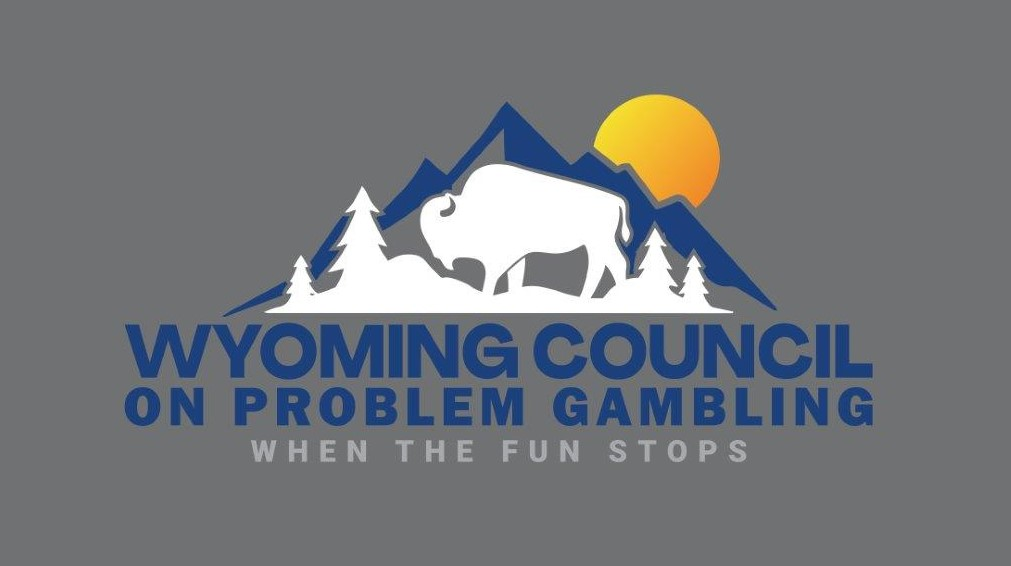 WYOMING COUNCIL
ON PROBLEM GAMBLING
WHEN THE FUN STOPS